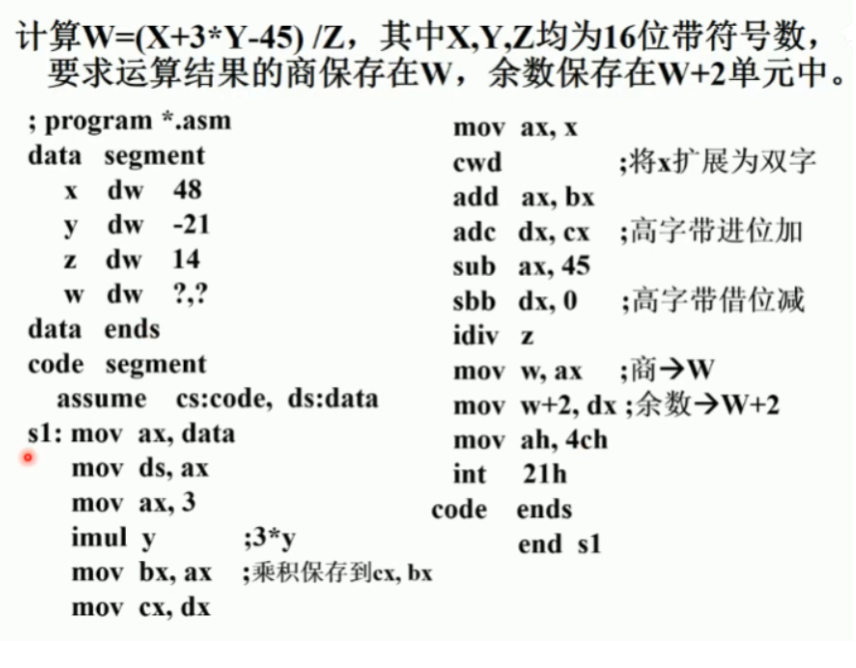 计算W=(X+3*Y-45) /Z，其中X,Y,Z均为16位带符号数，
要求运算结果的商保存在W，余数保存在W+2单元中。
; program *.asm
data segment
x dw 48
y dw -21
z dw 14
w dw ?,?
data ends
code segment
assume cs:code, ds:data
s1: mov ax, data
mov ds, ax
mov ax, 3
imul y ;3*y
mov bx, ax ;乘积保存到cx, bx
mov cx, dx
mov ax, x
cwd ;将x扩展为双字
add ax, bx
adc dx, cx ;高字带进位加
sub ax, 45
sbb dx, 0 ;高字带借位减
idiv z
mov w, ax ;商→W
mov w+2, dx ;余数→W+2
mov ah, 4ch
int 21h
code ends
end s1